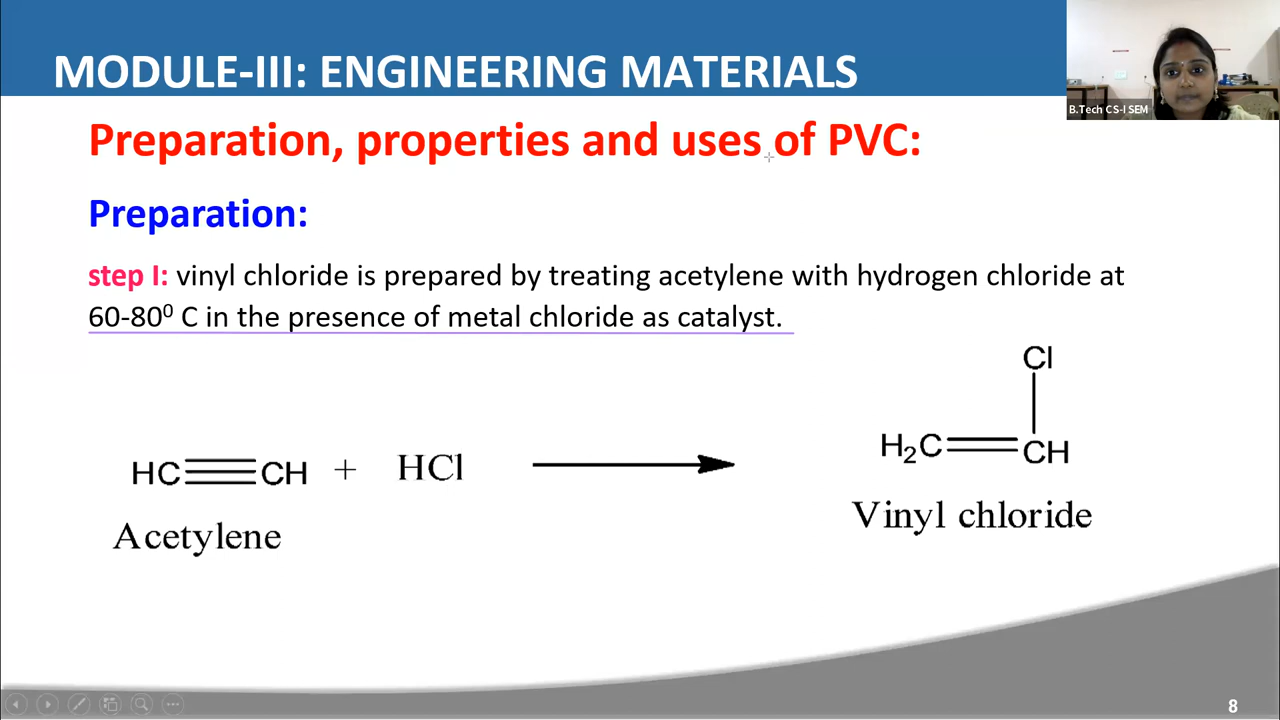 MODULE-III: ENGINEERING MATERIALS
B.Tech CS-I SEM
Preparation, properties and uses of PVC:
Preparation:
step I: vinyl chloride is prepared by treating acetylene with hydrogen chloride at
60-80⁰ C in the presence of metal chloride as catalyst.
Cl
HC≡CH + HCl → H₂C=CH
Acetylene
Vinyl chloride
8